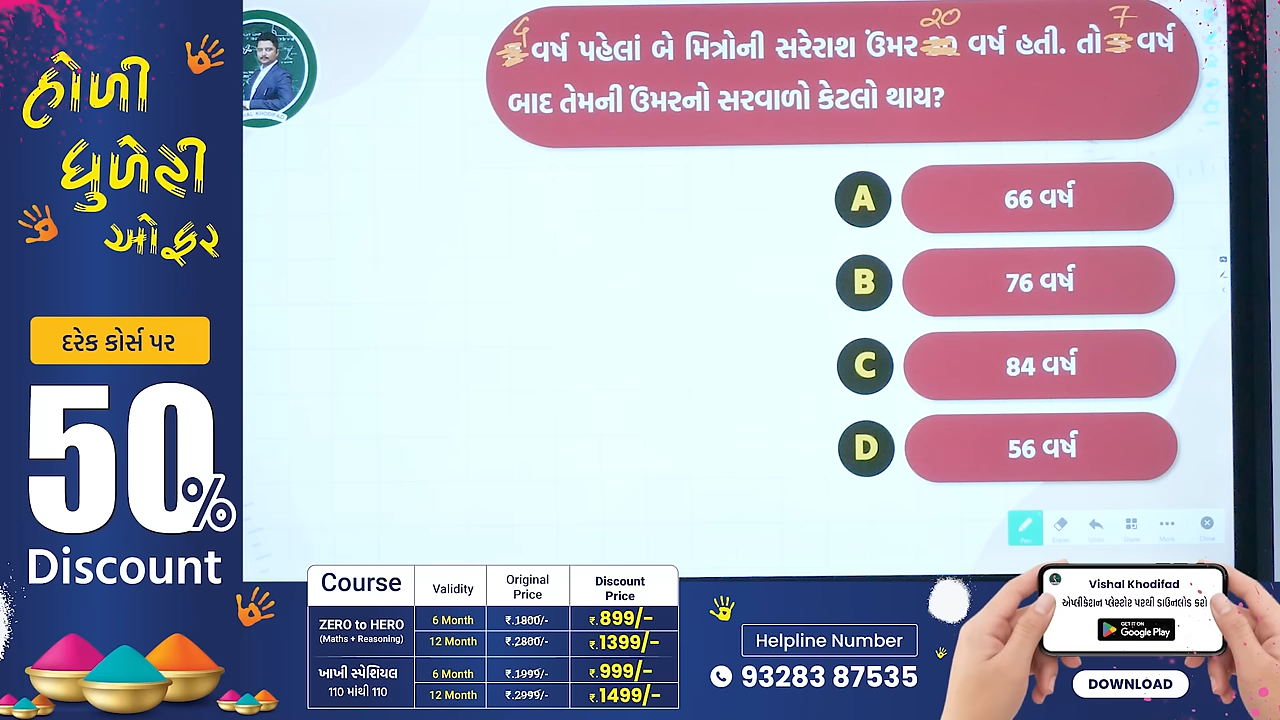 હોળી
ધુળેટી
ઓફર
દરેક કોર્સ પર
50%
Discount
20 7
વર્ષ પહેલાં બે મિત્રોની સરેરાશ ઉંમર વર્ષ હતી. તો વર્ષ
બાદ તેમની ઉંમરનો સરવાળો કેટલો થાય?
A 66 વર્ષ
B 76 વર્ષ
C 84 વર્ષ
D 56 વર્ષ
Course Validity Original Price Discount Price
ZERO to HERO (Maths + Reasoning) 6 Month ₹.1800/- ₹.899/-
12 Month ₹.2800/- ₹.1399/-
ખાખી સ્પેશિયલ 110 માંથી 110 6 Month ₹.1999/- ₹.999/-
12 Month ₹.2999/- ₹.1499/-
Helpline Number
93283 87535
Vishal Khodifad
એપ્લીકેશન પ્લેસ્ટોર પરથી ડાઉનલોડ કરો
GET IT ON
Google Play
DOWNLOAD